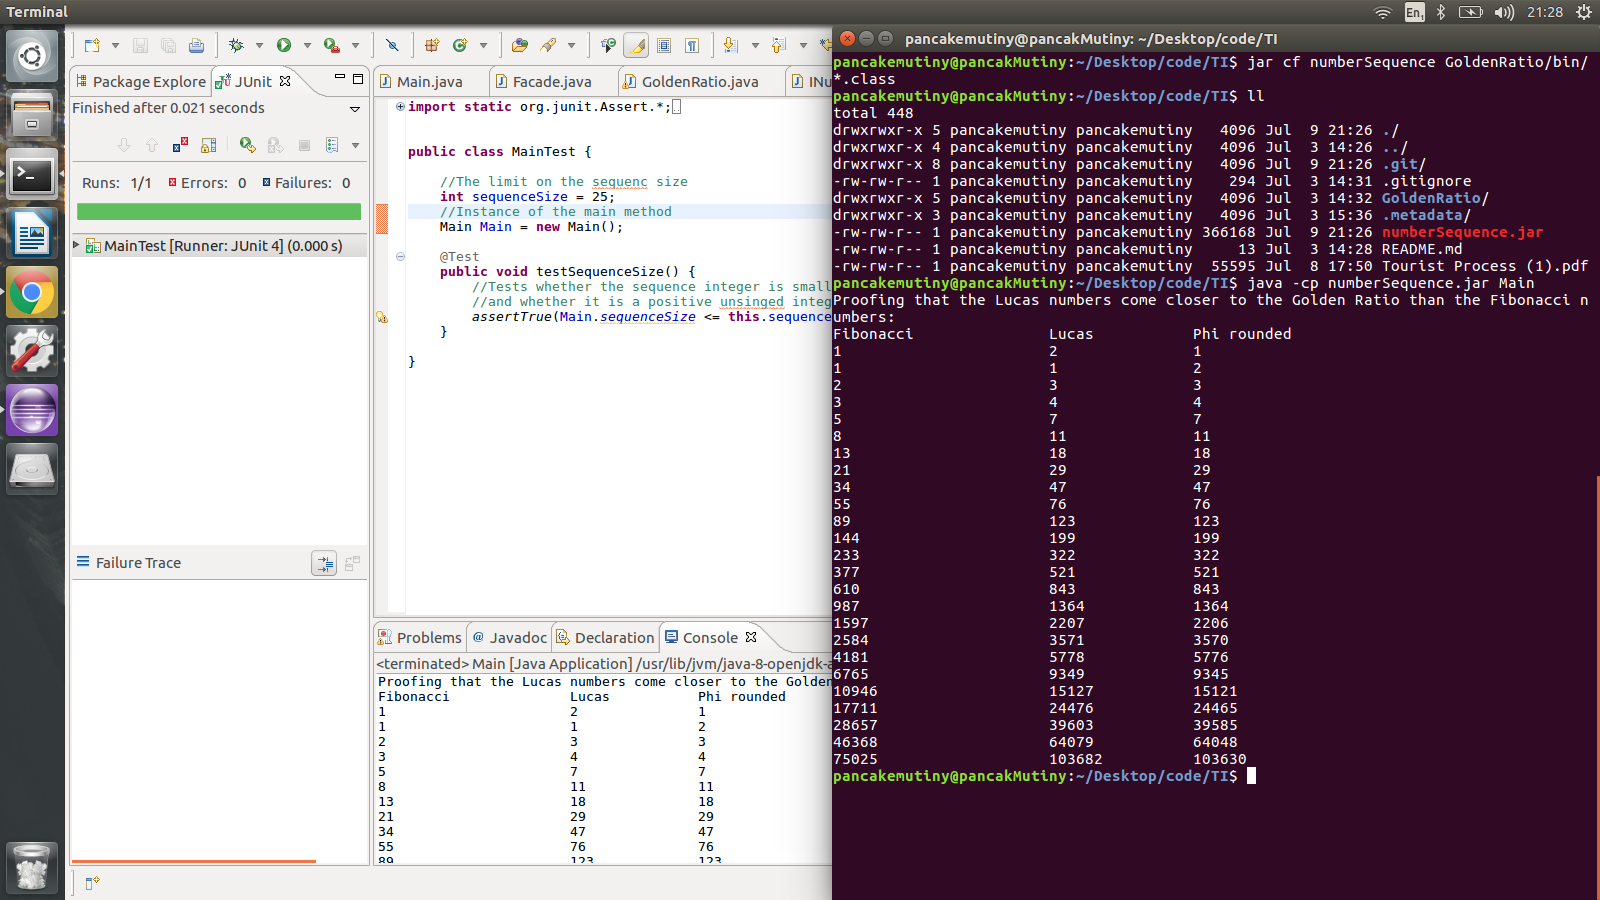 Terminal
En1
21:28
Package Explorer
JUnit
Finished after 0.021 seconds
Runs: 1/1
Errors: 0
Failures: 0
MainTest [Runner: JUnit 4] (0.000 s)
Failure Trace
Main.java
Facade.java
GoldenRatio.java
INu
import static org.junit.Assert.*;
public class MainTest {
//The limit on the sequenc size
int sequenceSize = 25;
//Instance of the main method
Main Main = new Main();
@Test
public void testSequenceSize() {
//Tests whether the sequence integer is small
//and whether it is a positive unsinged integ
assertTrue(Main.sequenceSize <= this.sequence
}
}
Problems
@ Javadoc
Declaration
Console
<terminated> Main [Java Application] /usr/lib/jvm/java-8-openjdk-a
Proofing that the Lucas numbers come closer to the Golden
Fibonacci Lucas Phi rounded
1 2 1
1 1 2
2 3 3
3 4 4
5 7 7
8 11 11
13 18 18
21 29 29
34 47 47
55 76 76
89 123 123
pancakemutiny@pancakMutiny: ~/Desktop/code/TI
pancakemutiny@pancakMutiny:~/Desktop/code/TI$ jar cf numberSequence GoldenRatio/bin/
*.class
pancakemutiny@pancakMutiny:~/Desktop/code/TI$ ll
total 448
drwxrwxr-x 5 pancakemutiny pancakemutiny 4096 Jul 9 21:26 ./
drwxrwxr-x 4 pancakemutiny pancakemutiny 4096 Jul 3 14:26 ../
drwxrwxr-x 8 pancakemutiny pancakemutiny 4096 Jul 9 21:26 .git/
-rw-rw-r-- 1 pancakemutiny pancakemutiny 294 Jul 3 14:31 .gitignore
drwxrwxr-x 5 pancakemutiny pancakemutiny 4096 Jul 3 14:32 GoldenRatio/
drwxrwxr-x 3 pancakemutiny pancakemutiny 4096 Jul 3 15:36 .metadata/
-rw-rw-r-- 1 pancakemutiny pancakemutiny 366168 Jul 9 21:26 numberSequence.jar
-rw-rw-r-- 1 pancakemutiny pancakemutiny 13 Jul 3 14:28 README.md
-rw-rw-r-- 1 pancakemutiny pancakemutiny 55595 Jul 8 17:50 Tourist Process (1).pdf
pancakemutiny@pancakMutiny:~/Desktop/code/TI$ java -cp numberSequence.jar Main
Proofing that the Lucas numbers come closer to the Golden Ratio than the Fibonacci n
umbers:
Fibonacci Lucas Phi rounded
1 2 1
1 1 2
2 3 3
3 4 4
5 7 7
8 11 11
13 18 18
21 29 29
34 47 47
55 76 76
89 123 123
144 199 199
233 322 322
377 521 521
610 843 843
987 1364 1364
1597 2207 2206
2584 3571 3570
4181 5778 5776
6765 9349 9345
10946 15127 15121
17711 24476 24465
28657 39603 39585
46368 64079 64048
75025 103682 103630
pancakemutiny@pancakMutiny:~/Desktop/code/TI$